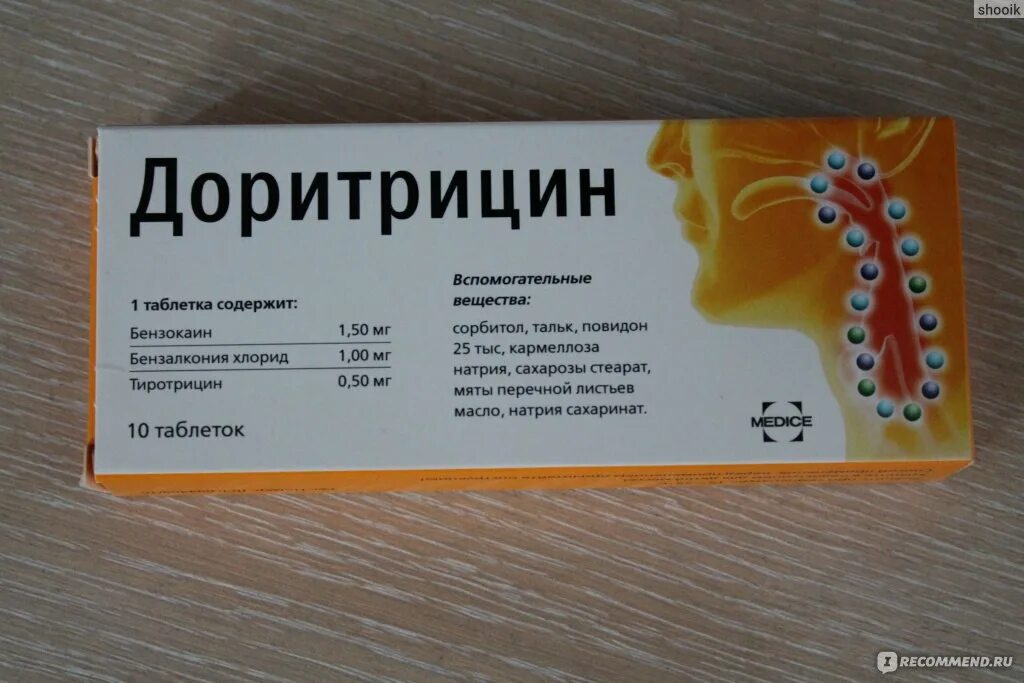 shooik
Доритрицин
1 таблетка содержит:
Бензокаин 1,50 мг
Бензалкония хлорид 1,00 мг
Тиротрицин 0,50 мг
10 таблеток
Вспомогательные
вещества:
сорбитол, тальк, повидон
25 тыс, кармеллоза
натрия, сахарозы стеарат,
мяты перечной листьев
масло, натрия сахаринат.
MEDICE
IRECOMMEND.RU